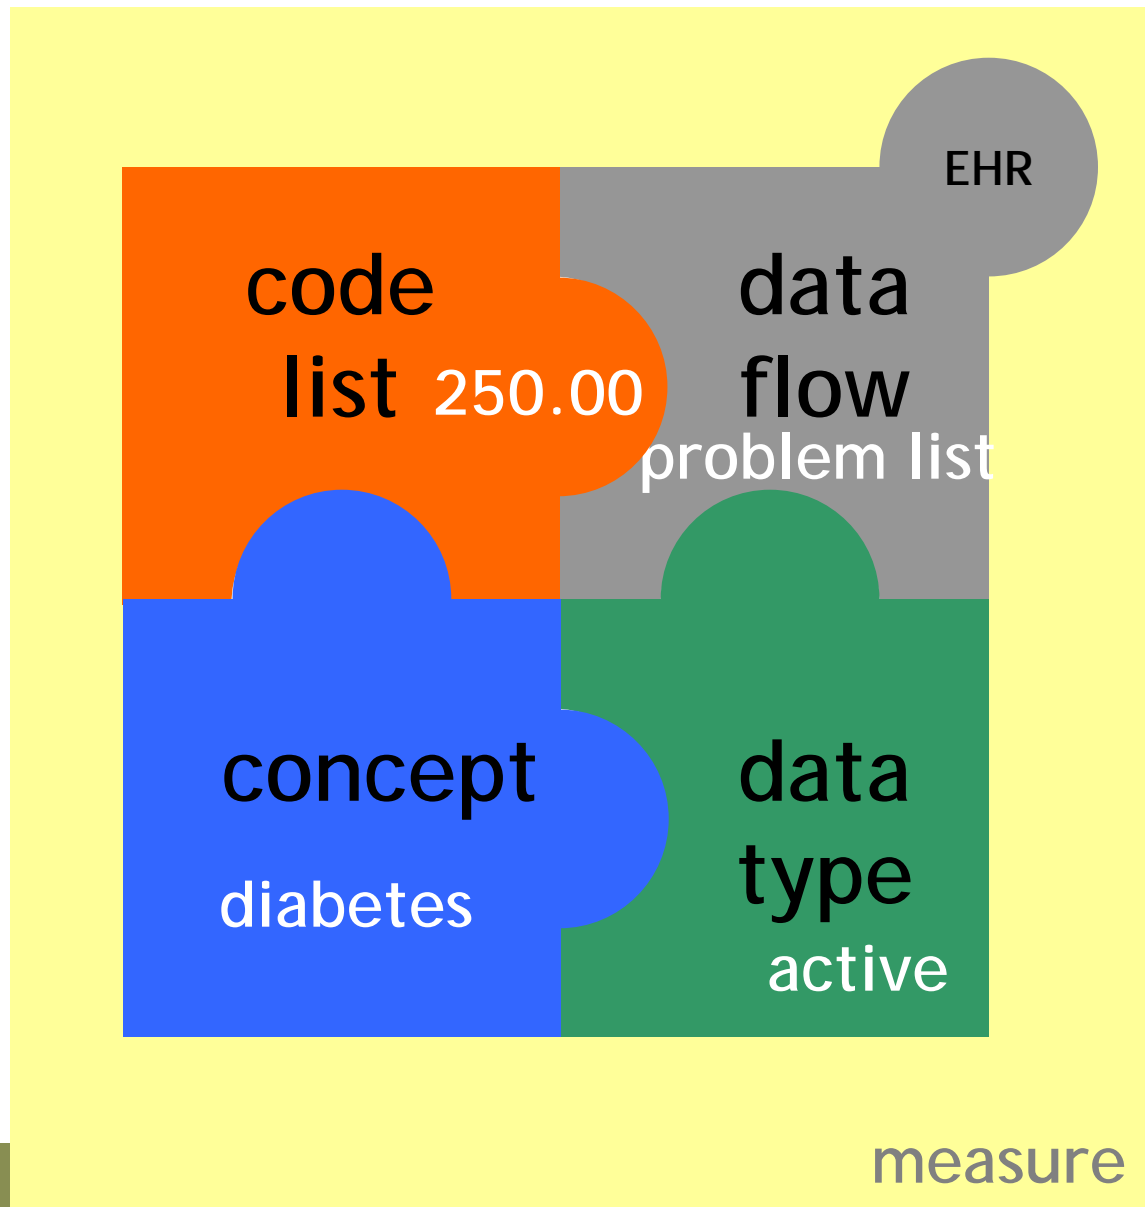 EHR
code
list 250.00
data
flow
problem list
concept
diabetes
data
type
active
measure